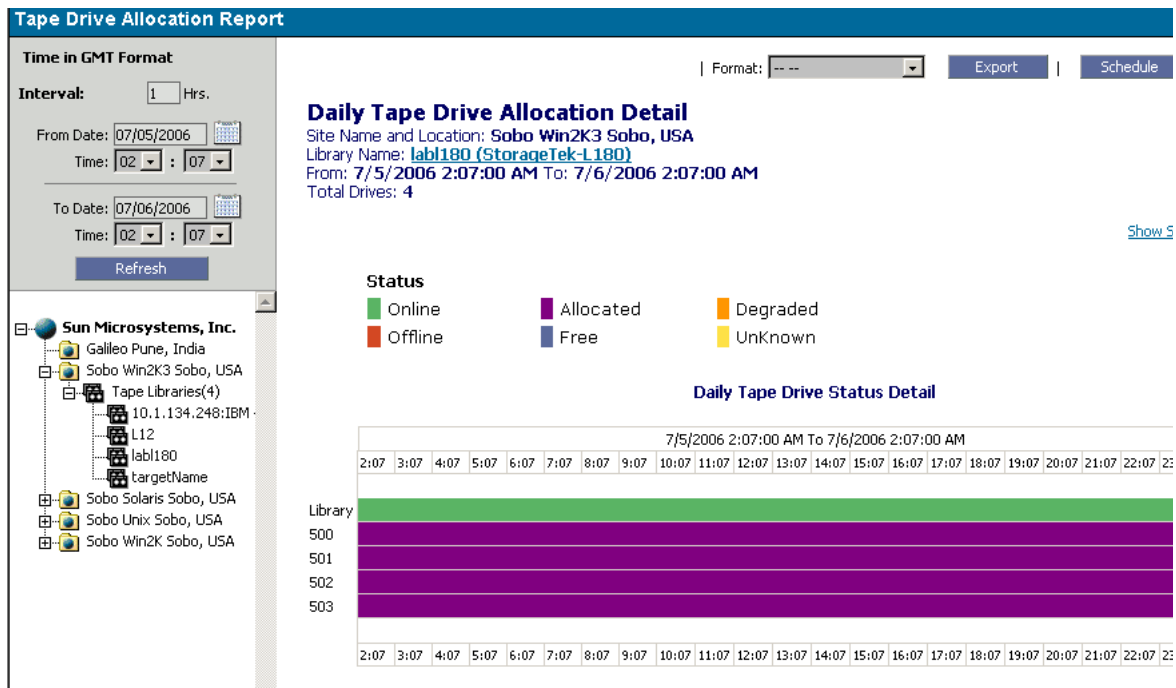 Tape Drive Allocation Report
Time in GMT Format
Interval: 1 Hrs.
From Date: 07/05/2006
Time: 02 : 07
To Date: 07/06/2006
Time: 02 : 07
Refresh
Sun Microsystems, Inc.
Galileo Pune, India
Sobo Win2K3 Sobo, USA
Tape Libraries(4)
10.1.134.248:IBM -
L12
labl180
targetName
Sobo Solaris Sobo, USA
Sobo Unix Sobo, USA
Sobo Win2K Sobo, USA
| Format: -- -- Export | Schedule
Daily Tape Drive Allocation Detail
Site Name and Location: Sobo Win2K3 Sobo, USA
Library Name: labl180 (StorageTek-L180)
From: 7/5/2006 2:07:00 AM To: 7/6/2006 2:07:00 AM
Total Drives: 4
Show S
Status
Online Allocated Degraded
Offline Free UnKnown
Daily Tape Drive Status Detail
7/5/2006 2:07:00 AM To 7/6/2006 2:07:00 AM
2:07 3:07 4:07 5:07 6:07 7:07 8:07 9:07 10:07 11:07 12:07 13:07 14:07 15:07 16:07 17:07 18:07 19:07 20:07 21:07 22:07 23
Library
500
501
502
503
2:07 3:07 4:07 5:07 6:07 7:07 8:07 9:07 10:07 11:07 12:07 13:07 14:07 15:07 16:07 17:07 18:07 19:07 20:07 21:07 22:07 23